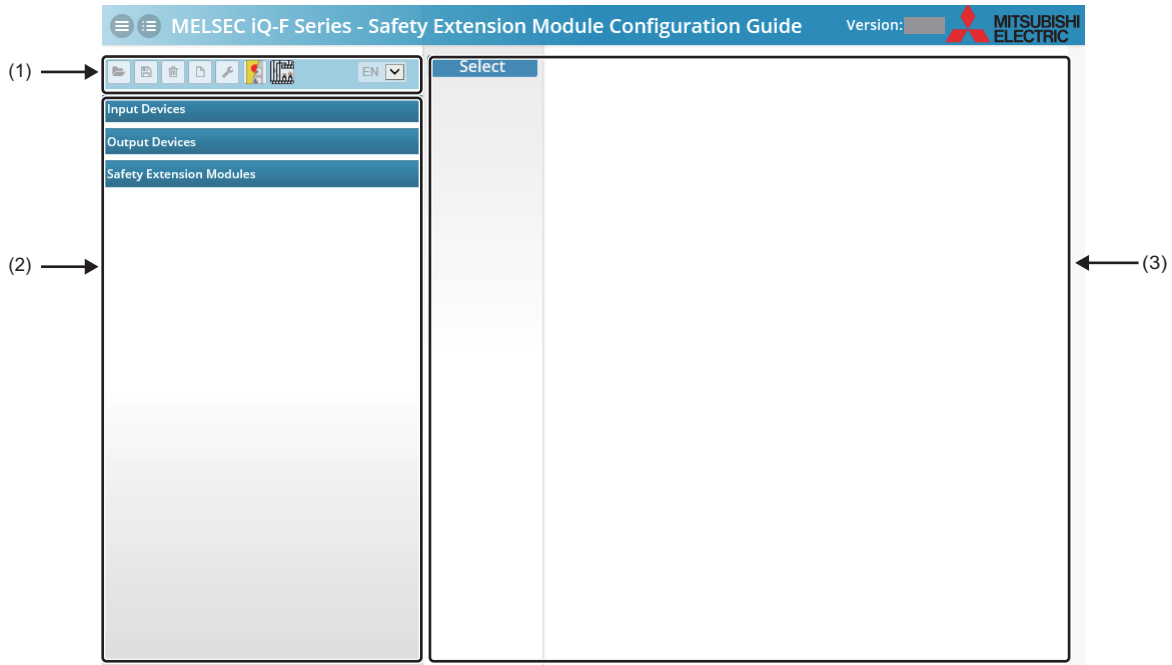 MELSEC iQ-F Series - Safety Extension Module Configuration Guide
Version:
MITSUBISHI
ELECTRIC
(1)
EN
Select
Input Devices
Output Devices
Safety Extension Modules
(2)
(3)